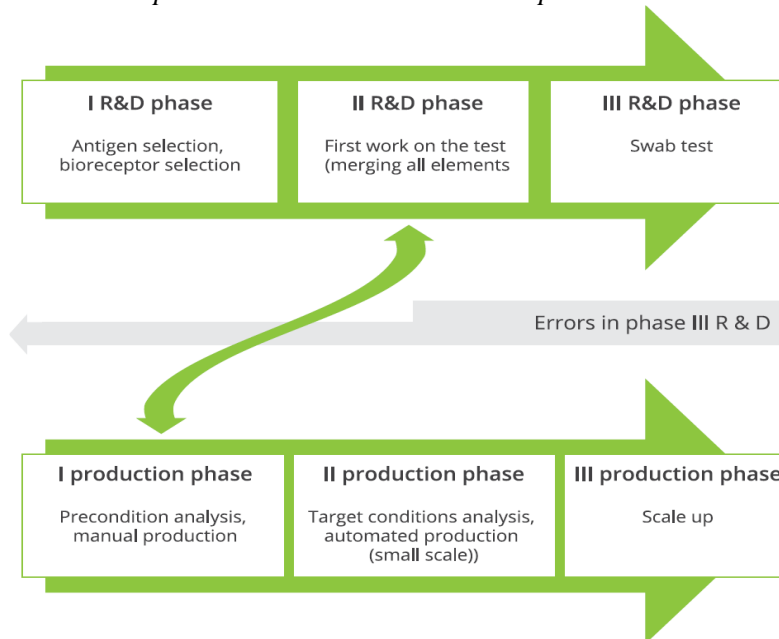 I R&D phase
Antigen selection,
bioreceptor selection
II R&D phase
First work on the test
(merging all elements
III R&D phase
Swab test
Errors in phase III R & D
I production phase
Precondition analysis,
manual production
II production phase
Target conditions analysis,
automated production
(small scale))
III production phase
Scale up